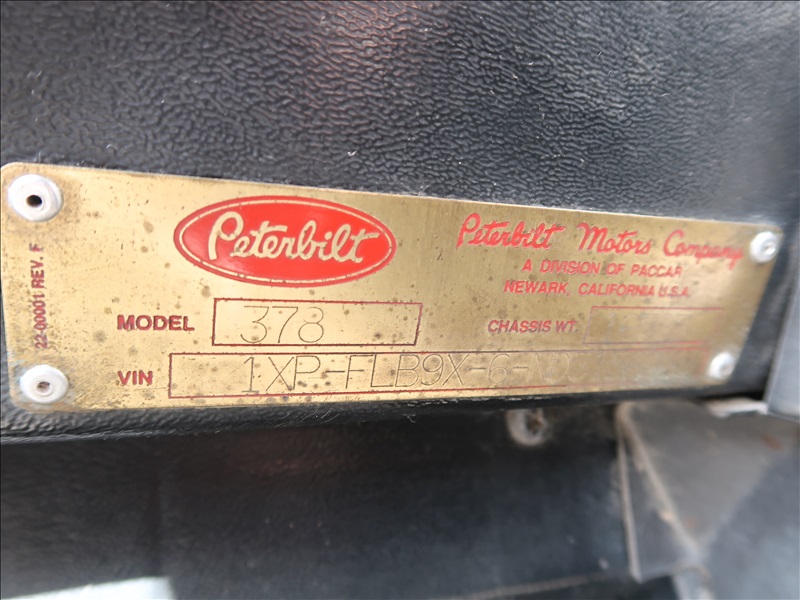 22-00001 REV. F
Peterbilt
Peterbilt Motors Company
A DIVISION OF PACCAR
NEWARK, CALIFORNIA U.S.A.
MODEL 378
CHASSIS WT.
VIN 1XP-FLB9X-6-